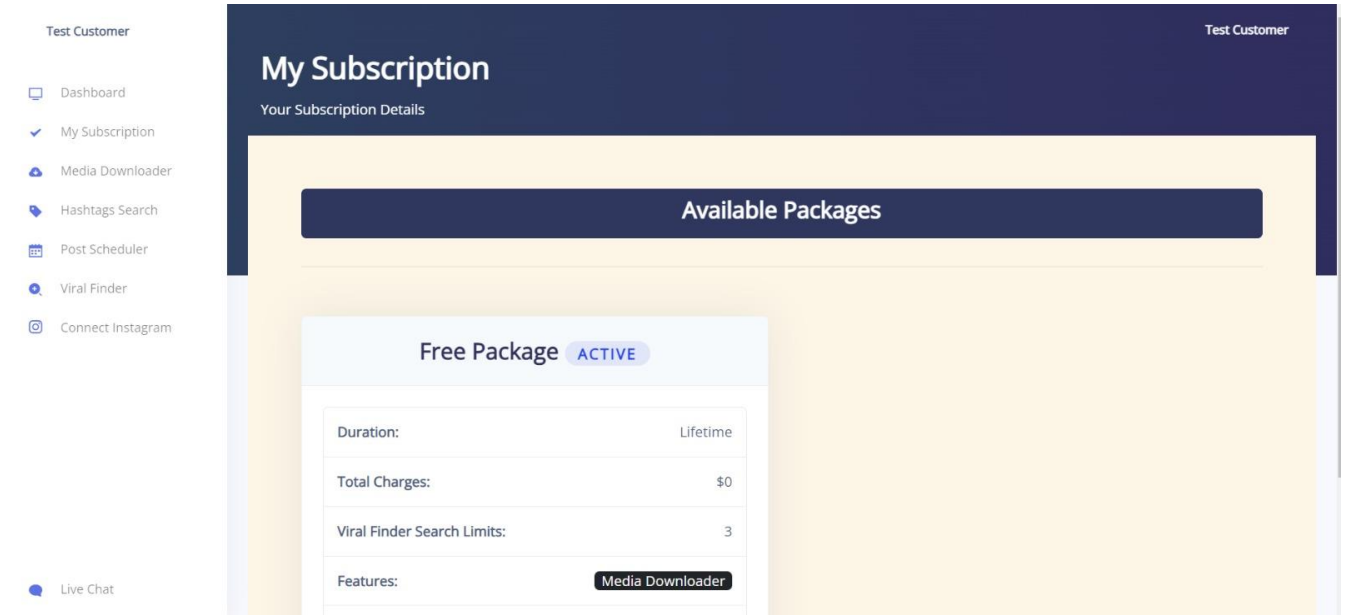 Test Customer
Dashboard
My Subscription
Media Downloader
Hashtags Search
Post Scheduler
Viral Finder
Connect Instagram
Live Chat
Test Customer
My Subscription
Your Subscription Details
Available Packages
Free Package ACTIVE
Duration: Lifetime
Total Charges: $0
Viral Finder Search Limits: 3
Features: Media Downloader